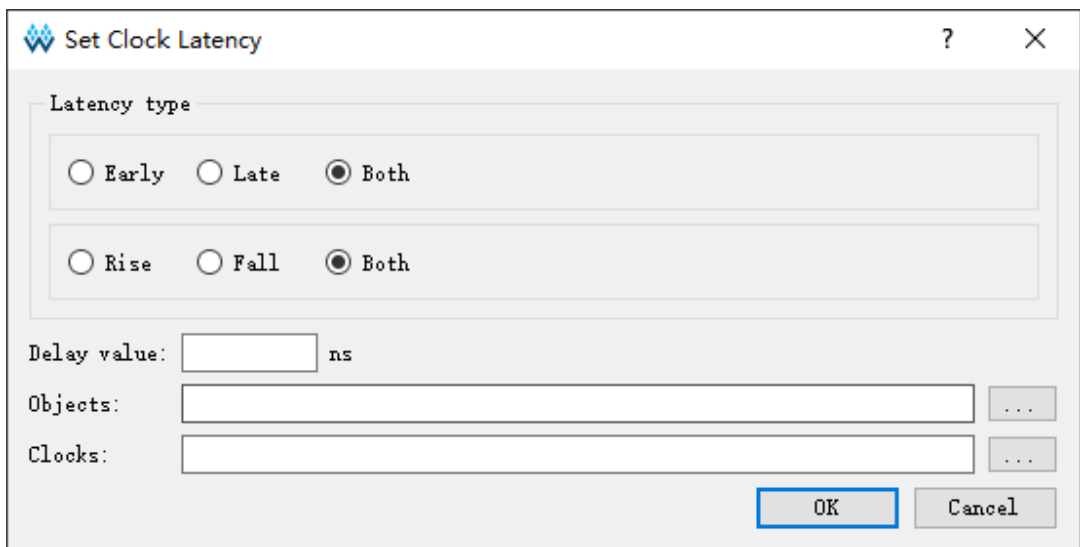 Set Clock Latency ?
Latency type
Early Late Both
Rise Fall Both
Delay value: ns
Objects: ...
Clocks: ...
OK Cancel